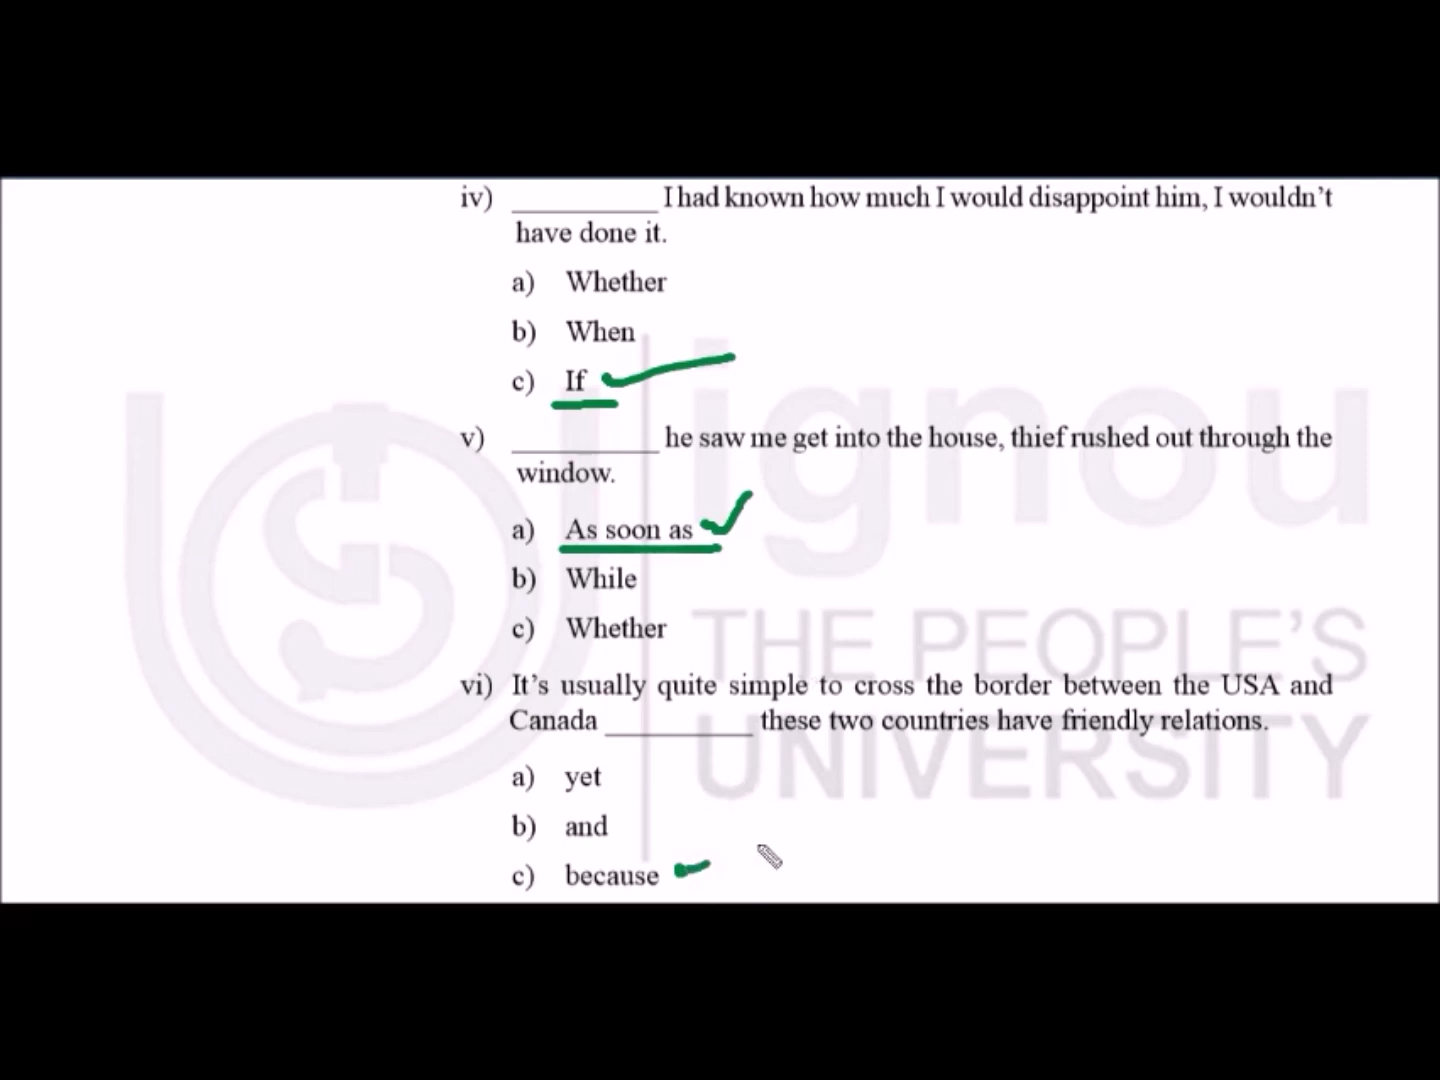 iv) __________ I had known how much I would disappoint him, I wouldn't
have done it.
a) Whether
b) When
c) If
v) __________ he saw me get into the house, thief rushed out through the
window.
a) As soon as
b) While
c) Whether
vi) It's usually quite simple to cross the border between the USA and
Canada __________ these two countries have friendly relations.
a) yet
b) and
c) because
ignou
THE PEOPLE'S
UNIVERSITY